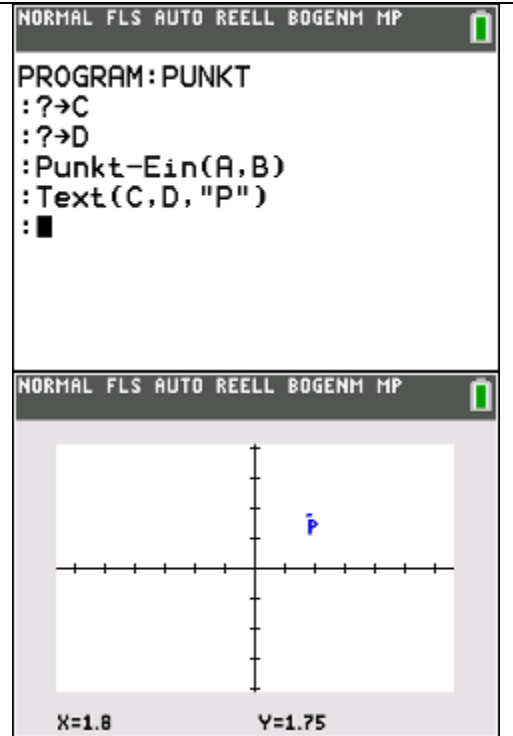 NORMAL FLS AUTO REELL BOGENM MP
PROGRAM:PUNKT
:?→C
:?→D
:Punkt-Ein(A,B)
:Text(C,D,"P")
:
NORMAL FLS AUTO REELL BOGENM MP
P
X=1.8 Y=1.75